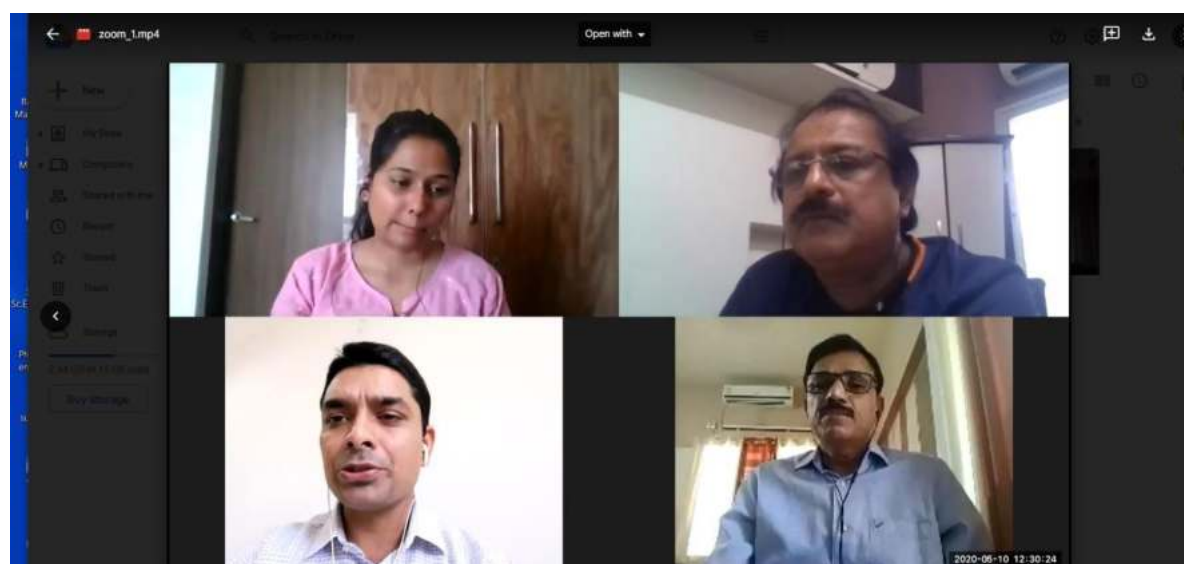 zoom_1.mp4
Open with
New
My Drive
Computers
Shared with me
Recent
Starred
Trash
Storage
Buy storage
2020-05-10 12:30:24